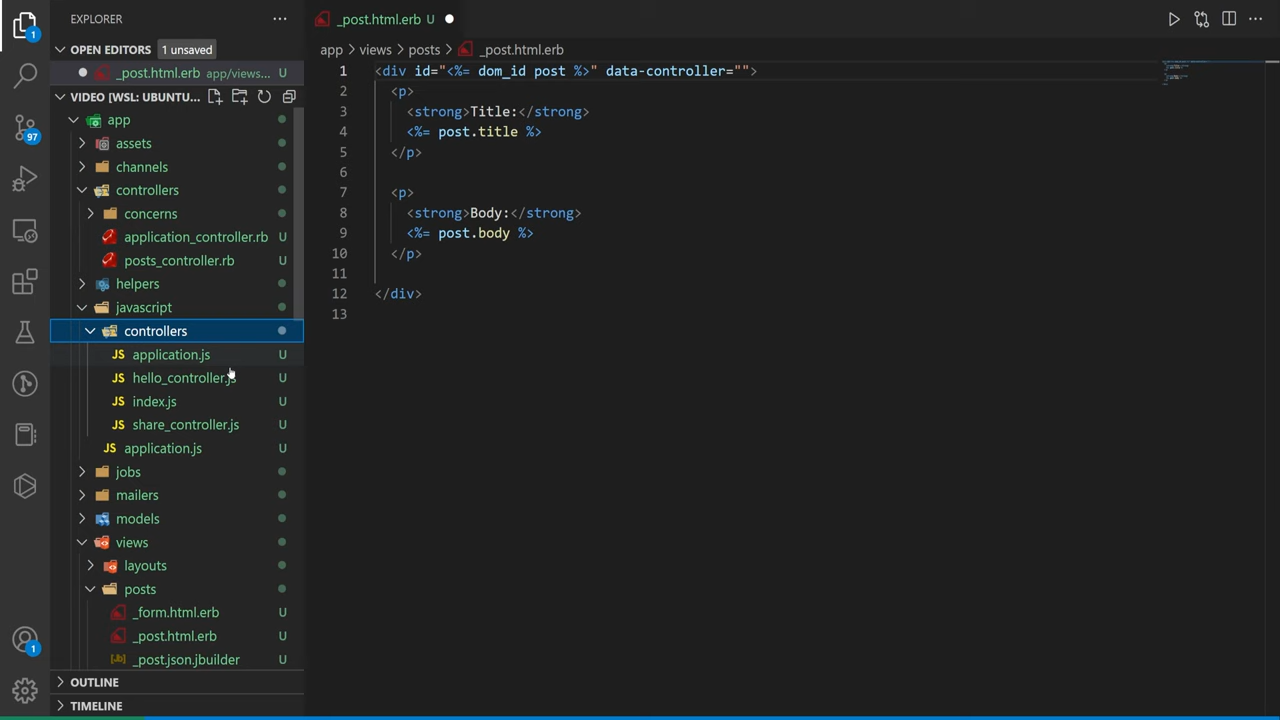 EXPLORER
OPEN EDITORS 1 unsaved
_post.html.erb app/views... U
VIDEO [WSL: UBUNTU...
app
assets
channels
controllers
concerns
application_controller.rb U
posts_controller.rb U
helpers
javascript
controllers
JS application.js U
JS hello_controller.js U
JS index.js U
JS share_controller.js U
JS application.js U
jobs
mailers
models
views
layouts
posts
_form.html.erb U
_post.html.erb U
_post.json.jbuilder U
OUTLINE
TIMELINE
1
97
1
_post.html.erb U
app > views > posts > _post.html.erb
1 <div id="<%= dom_id post %>" data-controller="">
2 <p>
3 <strong>Title:</strong>
4 <%= post.title %>
5 </p>
6
7 <p>
8 <strong>Body:</strong>
9 <%= post.body %>
10 </p>
11
12 </div>
13